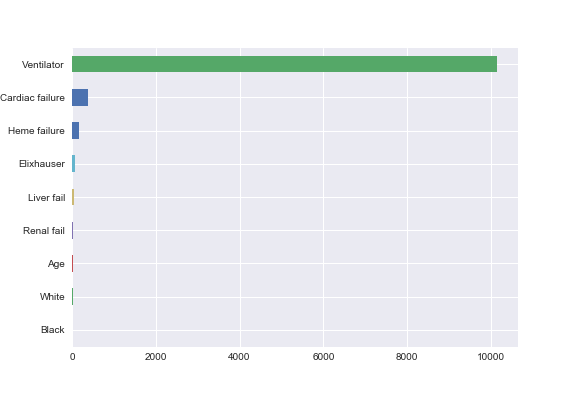 Ventilator
Cardiac failure
Heme failure
Elixhauser
Liver fail
Renal fail
Age
White
Black
0 2000 4000 6000 8000 10000